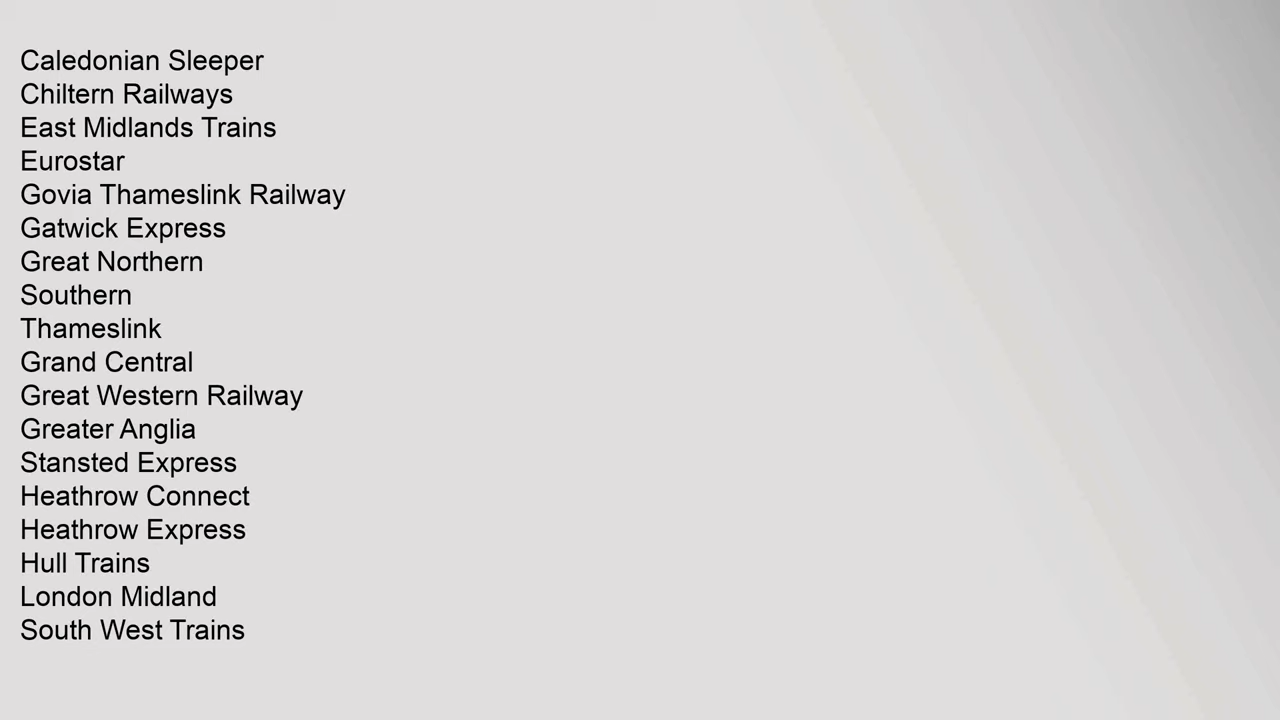 Caledonian Sleeper
Chiltern Railways
East Midlands Trains
Eurostar
Govia Thameslink Railway
Gatwick Express
Great Northern
Southern
Thameslink
Grand Central
Great Western Railway
Greater Anglia
Stansted Express
Heathrow Connect
Heathrow Express
Hull Trains
London Midland
South West Trains